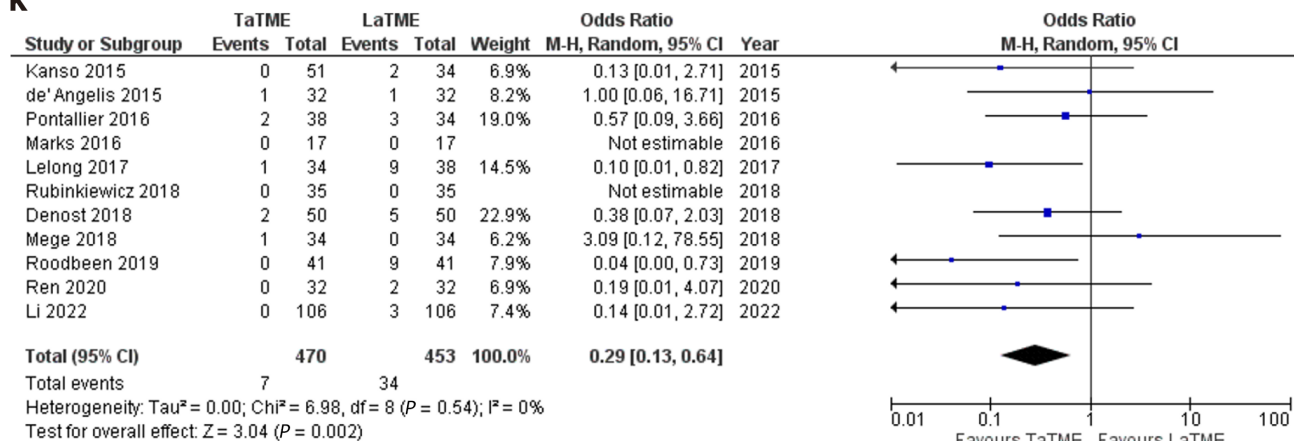 K
TaTME LaTME Odds Ratio Odds Ratio
Study or Subgroup Events Total Events Total Weight M-H, Random, 95% CI Year M-H, Random, 95% CI
Kanso 2015 0 51 2 34 6.9% 0.13 [0.01, 2.71] 2015
de' Angelis 2015 1 32 1 32 8.2% 1.00 [0.06, 16.71] 2015
Pontallier 2016 2 38 3 34 19.0% 0.57 [0.09, 3.66] 2016
Marks 2016 0 17 0 17 Not estimable 2016
Lelong 2017 1 34 9 38 14.5% 0.10 [0.01, 0.82] 2017
Rubinkiewicz 2018 0 35 0 35 Not estimable 2018
Denost 2018 2 50 5 50 22.9% 0.38 [0.07, 2.03] 2018
Mege 2018 1 34 0 34 6.2% 3.09 [0.12, 78.55] 2018
Roodbeen 2019 0 41 9 41 7.9% 0.04 [0.00, 0.73] 2019
Ren 2020 0 32 2 32 6.9% 0.19 [0.01, 4.07] 2020
Li 2022 0 106 3 106 7.4% 0.14 [0.01, 2.72] 2022
Total (95% CI) 470 453 100.0% 0.29 [0.13, 0.64]
Total events 7 34
Heterogeneity: Tau² = 0.00; Chi² = 6.98, df = 8 (P = 0.54); I² = 0%
Test for overall effect: Z = 3.04 (P = 0.002)
0.01 0.1 1 10 100
Favours TaTME Favours LaTME